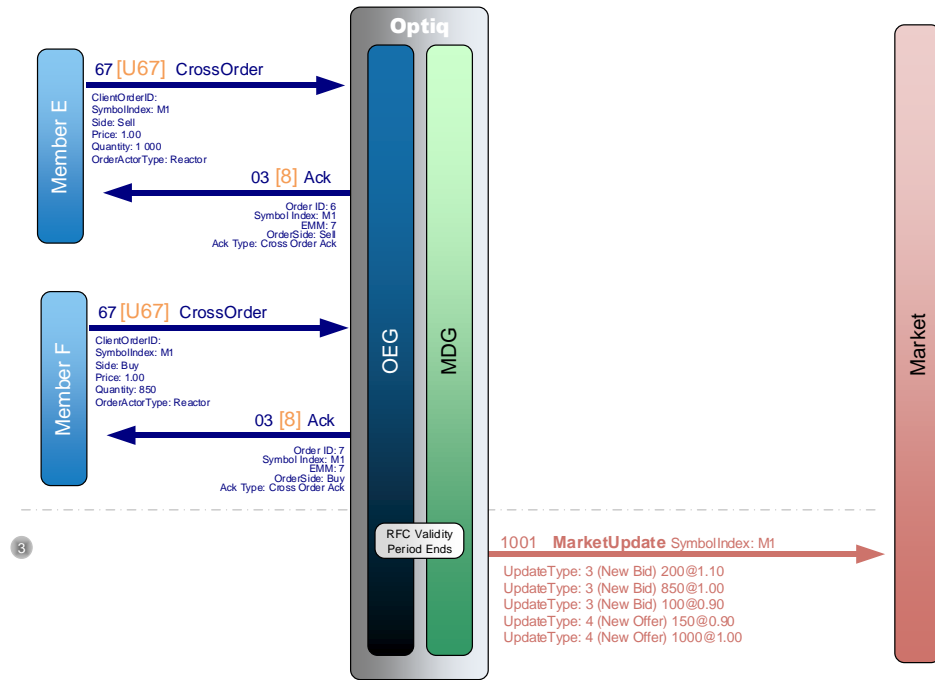 Optiq
67 [U67] CrossOrder
ClientOrderID:
SymbolIndex: M1
Side: Sell
Price: 1.00
Quantity: 1 000
OrderActorType: Reactor
Member E
03 [8] Ack
Order ID: 6
Symbol Index: M1
EMM: 7
OrderSide: Sell
Ack Type: Cross Order Ack
67 [U67] CrossOrder
ClientOrderID:
SymbolIndex: M1
Side: Buy
Price: 1.00
Quantity: 850
OrderActorType: Reactor
Member F
03 [8] Ack
Order ID: 7
Symbol Index: M1
EMM: 7
OrderSide: Buy
Ack Type: Cross Order Ack
OEG
MDG
Market
3
RFC Validity
Period Ends
1001 MarketUpdate SymbolIndex: M1
UpdateType: 3 (New Bid) 200@1.10
UpdateType: 3 (New Bid) 850@1.00
UpdateType: 3 (New Bid) 100@0.90
UpdateType: 4 (New Offer) 150@0.90
UpdateType: 4 (New Offer) 1000@1.00